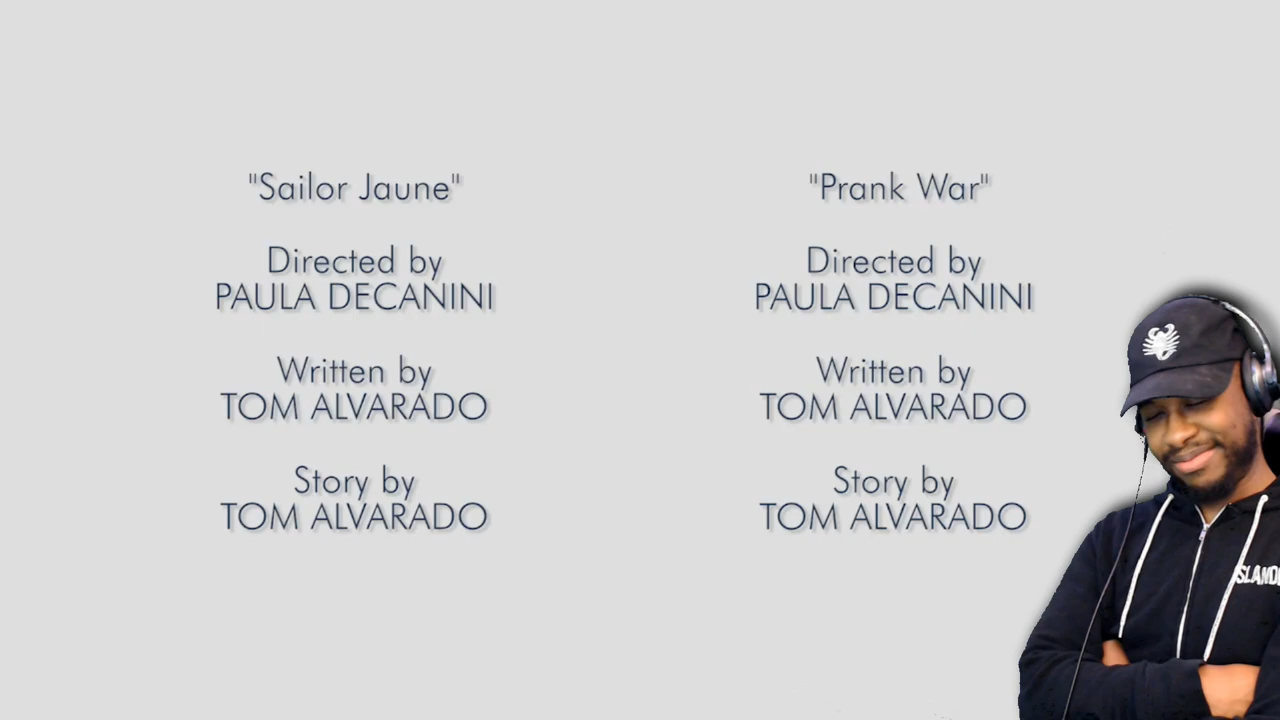 "Sailor Jaune"
Directed by
PAULA DECANINI
Written by
TOM ALVARADO
Story by
TOM ALVARADO
"Prank War"
Directed by
PAULA DECANINI
Written by
TOM ALVARADO
Story by
TOM ALVARADO